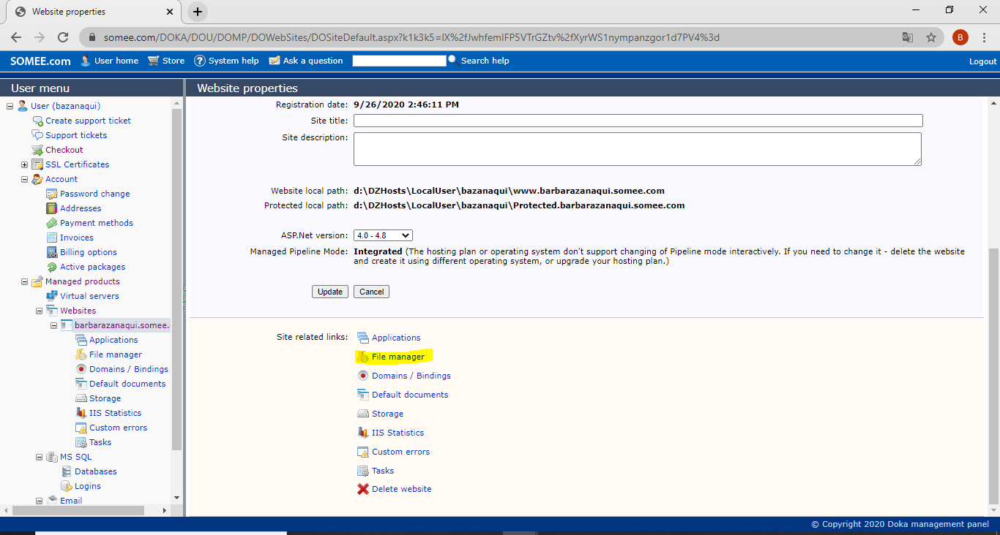 Website properties
somee.com/DOKA/DOU/DOMP/DOWebSites/DOSiteDefault.aspx?k1k3k5=IX%2fJwhfemIFP5VTrGZtv%2fXyrWS1nympanzgor1d7PV4%3d
B
SOMEE.com User home Store System help Ask a question Search help Logout
User menu
Website properties
User (bazanaqui)
Create support ticket
Support tickets
Checkout
SSL Certificates
Account
Password change
Addresses
Payment methods
Invoices
Billing options
Active packages
Managed products
Virtual servers
Websites
barbarazanaqui.somee.
Applications
File manager
Domains / Bindings
Default documents
Storage
IIS Statistics
Custom errors
Tasks
MS SQL
Databases
Logins
Email
Registration date: 9/26/2020 2:46:11 PM
Site title:
Site description:
Website local path: d:\DZHosts\LocalUser\bazanaqui\www.barbarazanaqui.somee.com
Protected local path: d:\DZHosts\LocalUser\bazanaqui\Protected.barbarazanaqui.somee.com
ASP.Net version: 4.0 - 4.8
Managed Pipeline Mode: Integrated (The hosting plan or operating system don't support changing of Pipeline mode interactively. If you need to change it - delete the website
and create it using different operating system, or upgrade your hosting plan.)
Update Cancel
Site related links: Applications
File manager
Domains / Bindings
Default documents
Storage
IIS Statistics
Custom errors
Tasks
Delete website
© Copyright 2020 Doka management panel